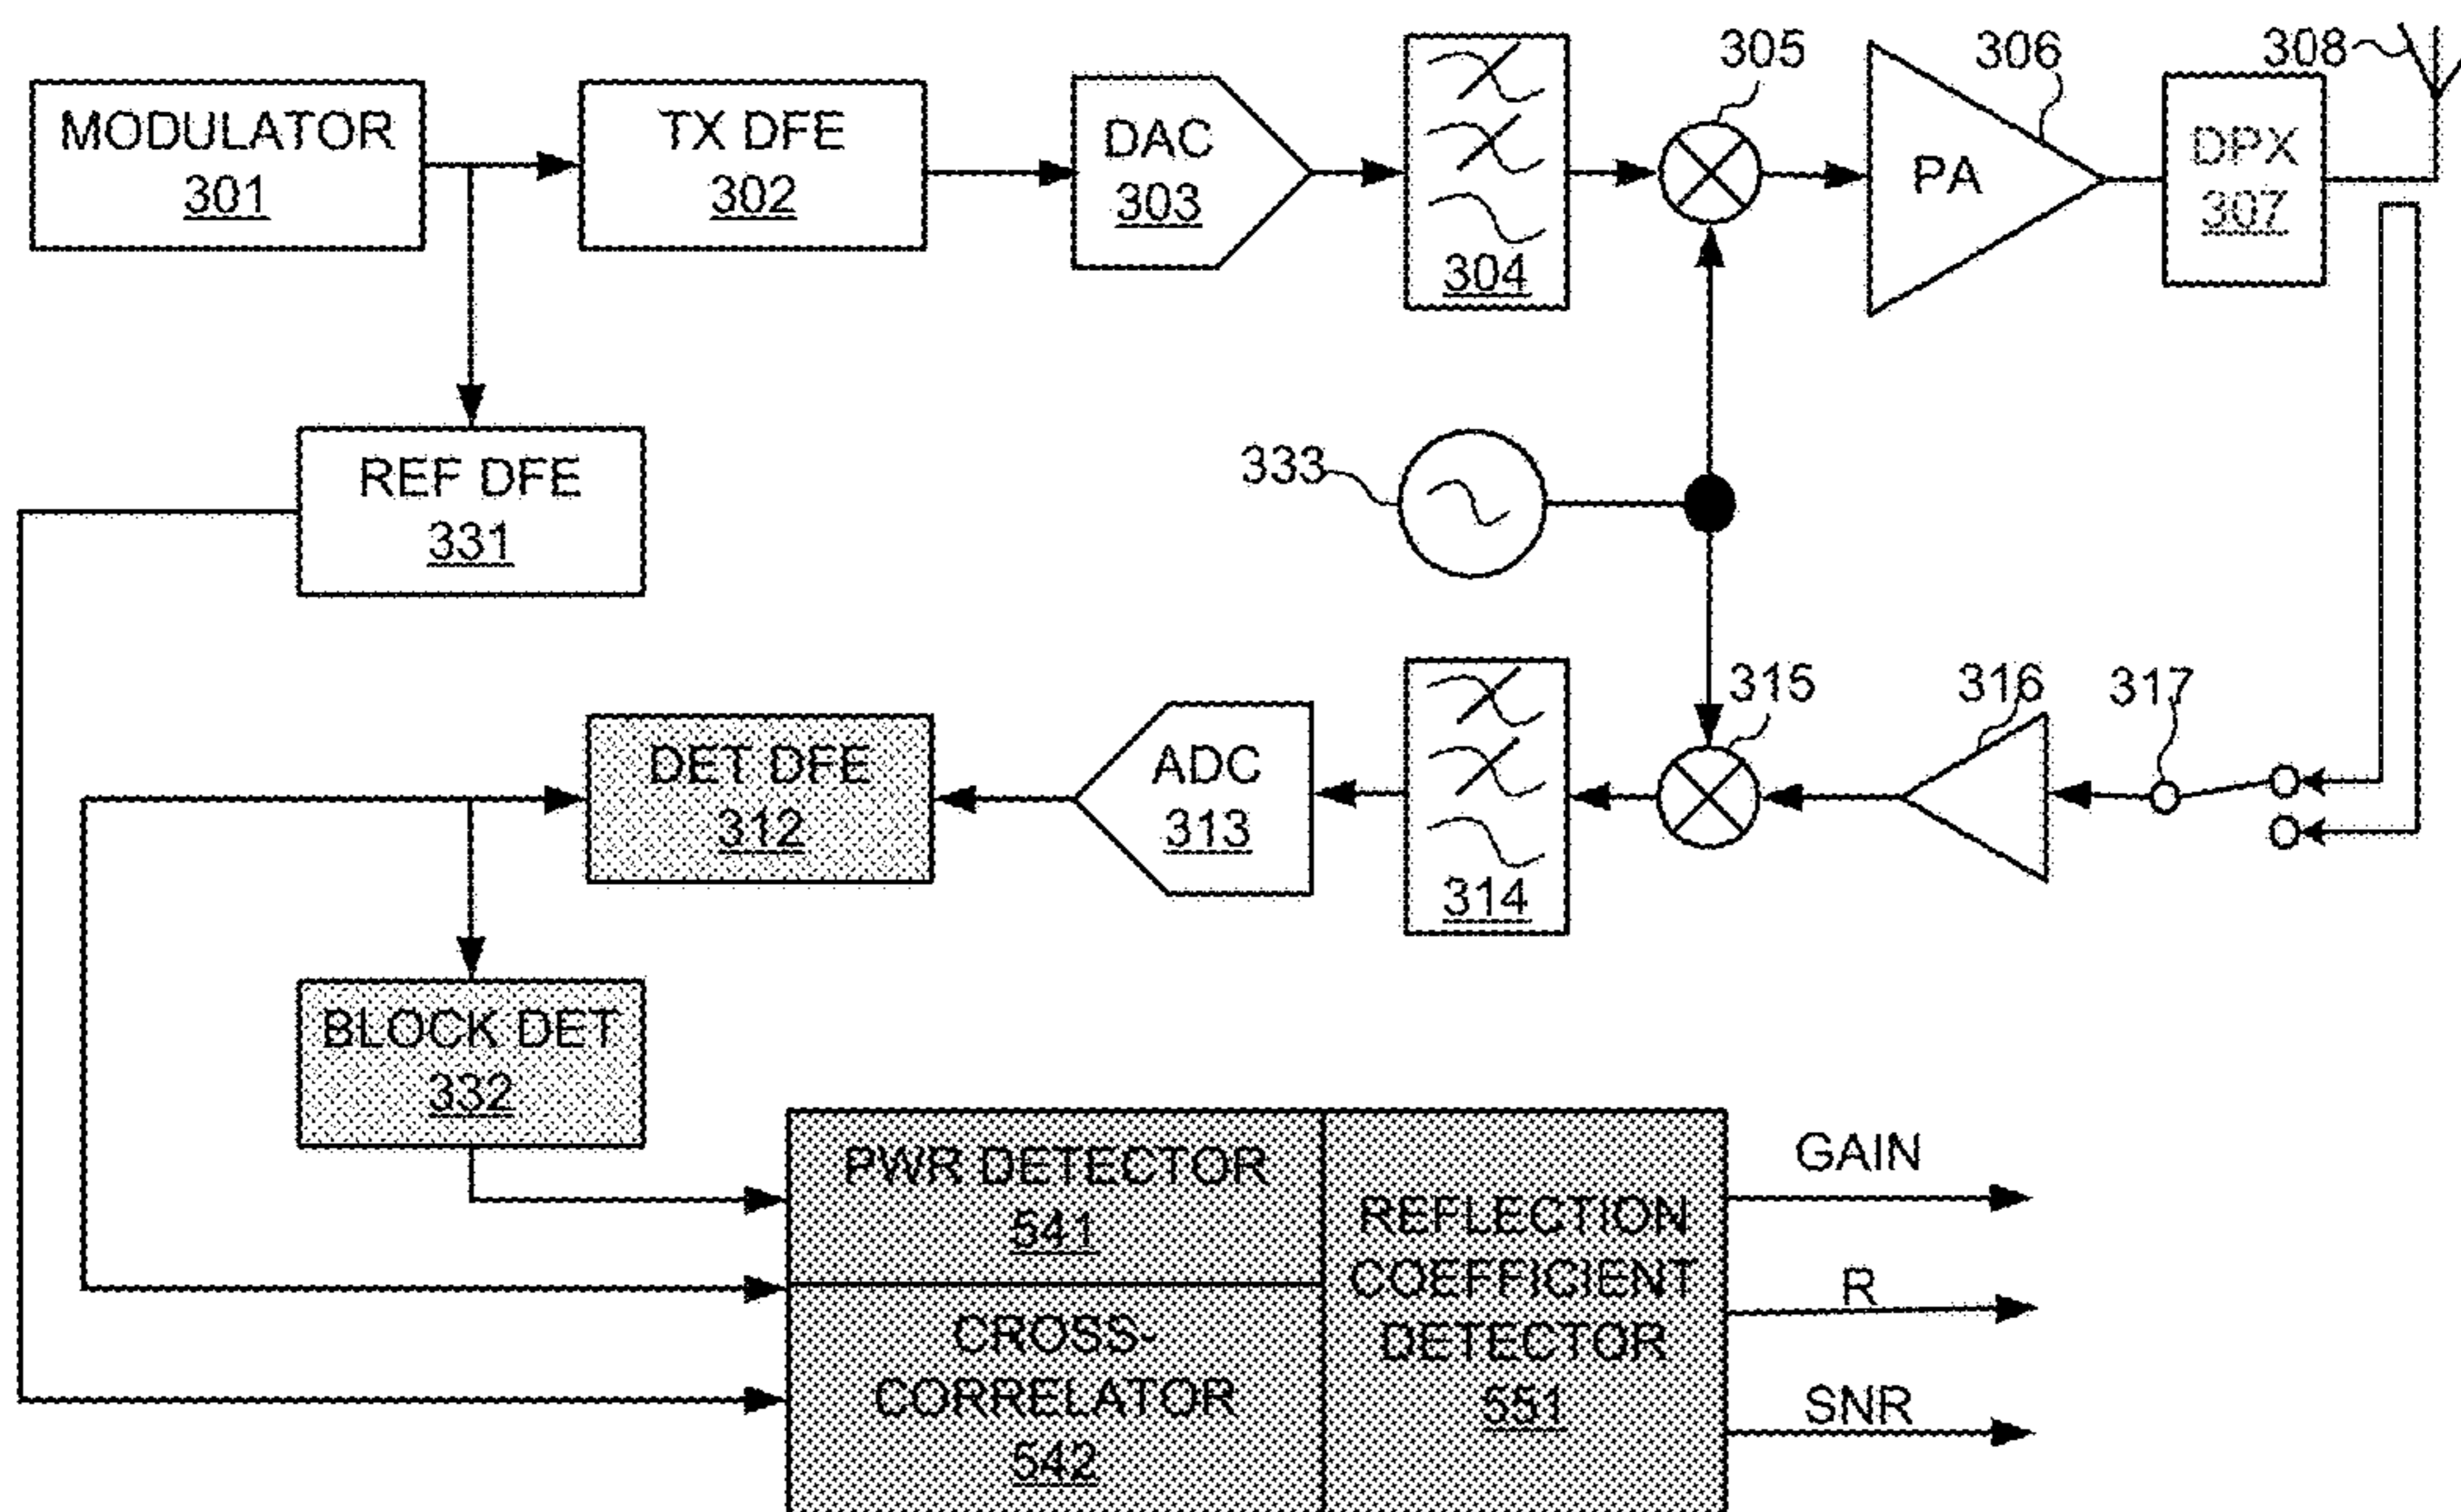 MODULATOR
301
TX DFE
302
DAC
303
304
305
306
PA
DPX
307
308
REF DFE
331
333
DET DFE
312
ADC
313
314
315
316
317
BLOCK DET
332
PWR DETECTOR
541
CROSS-
CORRELATOR
542
REFLECTION
COEFFICIENT
DETECTOR
551
GAIN
R
SNR